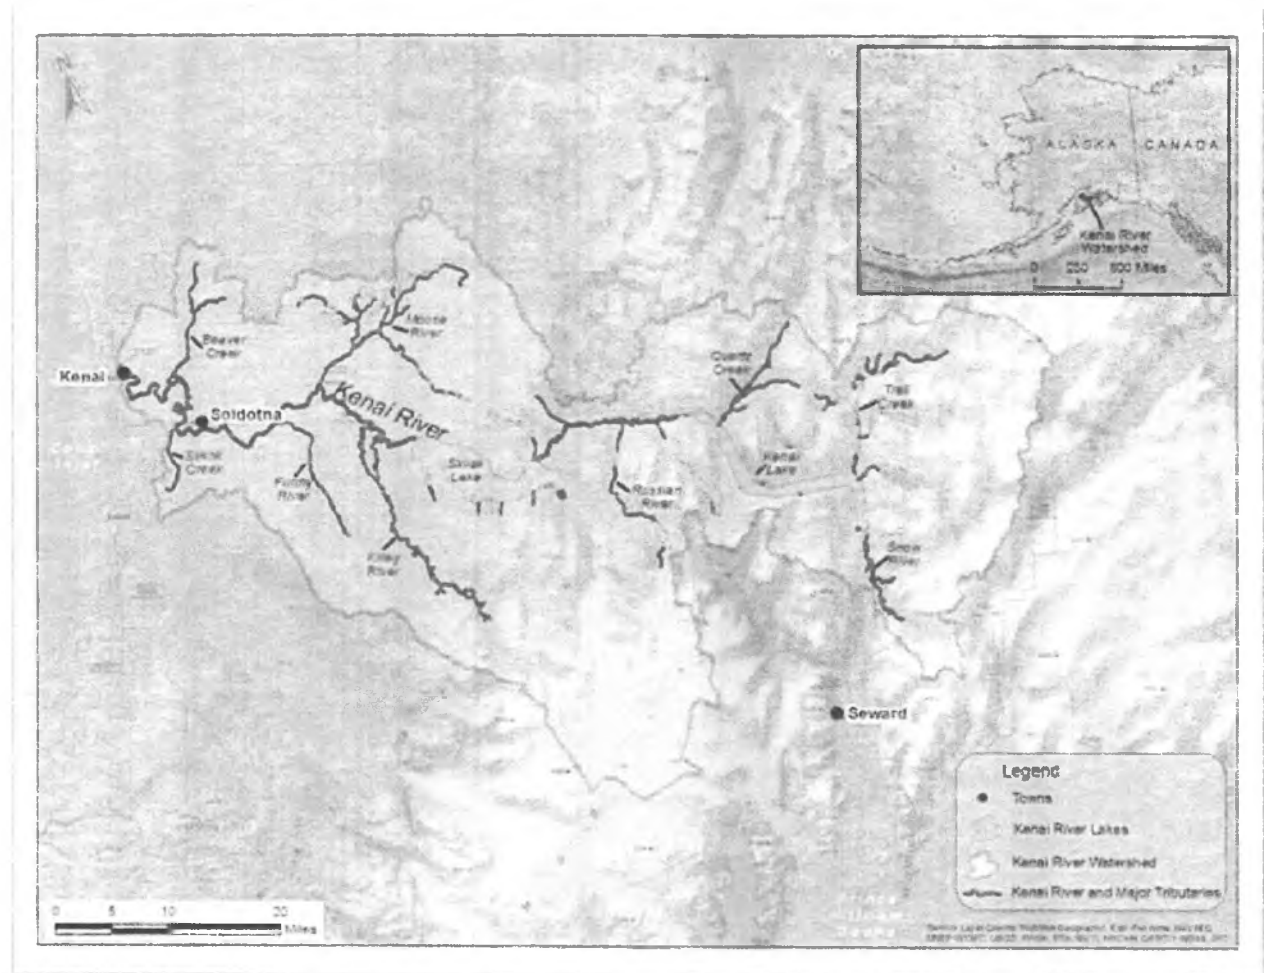 N
ALASKA
CANADA
Kenai River
Watershed
0 250 500 Miles
Beaver
Creek
Moose
River
Kenai
Soldotna
Kenai River
Quartz
Creek
Trail
Creek
Slikok
Creek
Funny
River
Skilak
Lake
Kenai
Lake
Russian
River
Killey
River
Snow
River
Seward
Legend
Towns
Kenai River Lakes
Kenai River Watershed
Kenai River and Major Tributaries
0 5 10 20
Miles